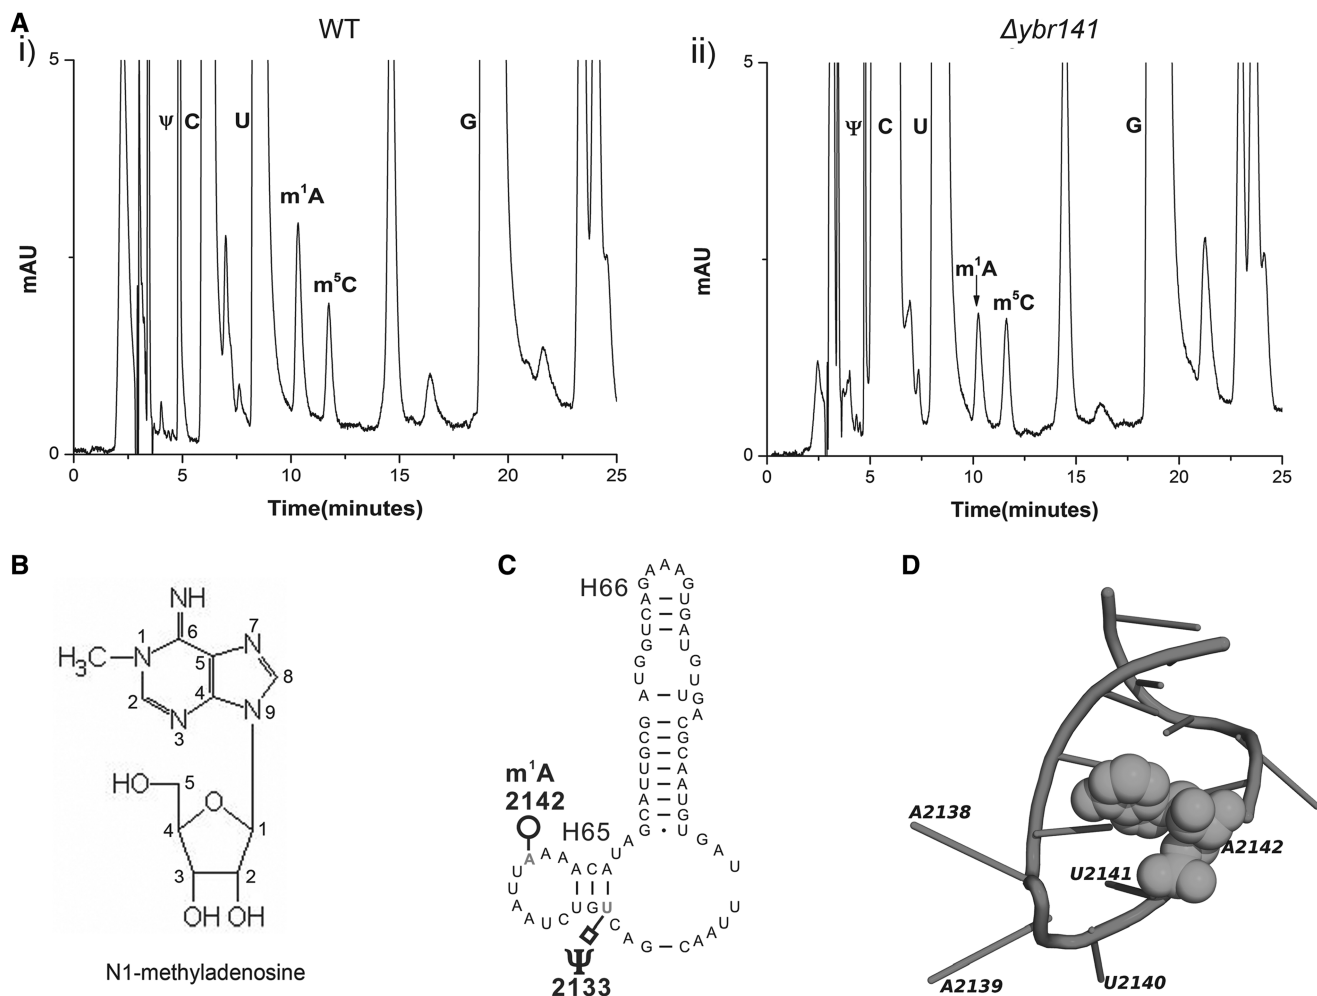 A
WT
Δybr141
i)
5
mAU
0
Ψ
C
U
m¹A
m⁵C
G
0 5 10 15 20 25
Time(minutes)
ii)
5
mAU
0
Ψ
C
U
m¹A
m⁵C
G
0 5 10 15 20 25
Time(minutes)
B
NH
H₃C
N
N
N
N
1
2
3
4
5
6
7
8
9
HO
O
5
4
3
2
1
OH OH
N1-methyladenosine
C
H66
A A A
G G
A U
C G
U A
G U
G G
U U
A U G
A
G C
C G
G C
U A
U A
A U
C G
G U
m¹A
2142
H65
A A A A C A U A
U U A A U C U G U
C A G C A A U U U A G
Ψ
2133
D
A2138
U2141
A2142
A2139
U2140